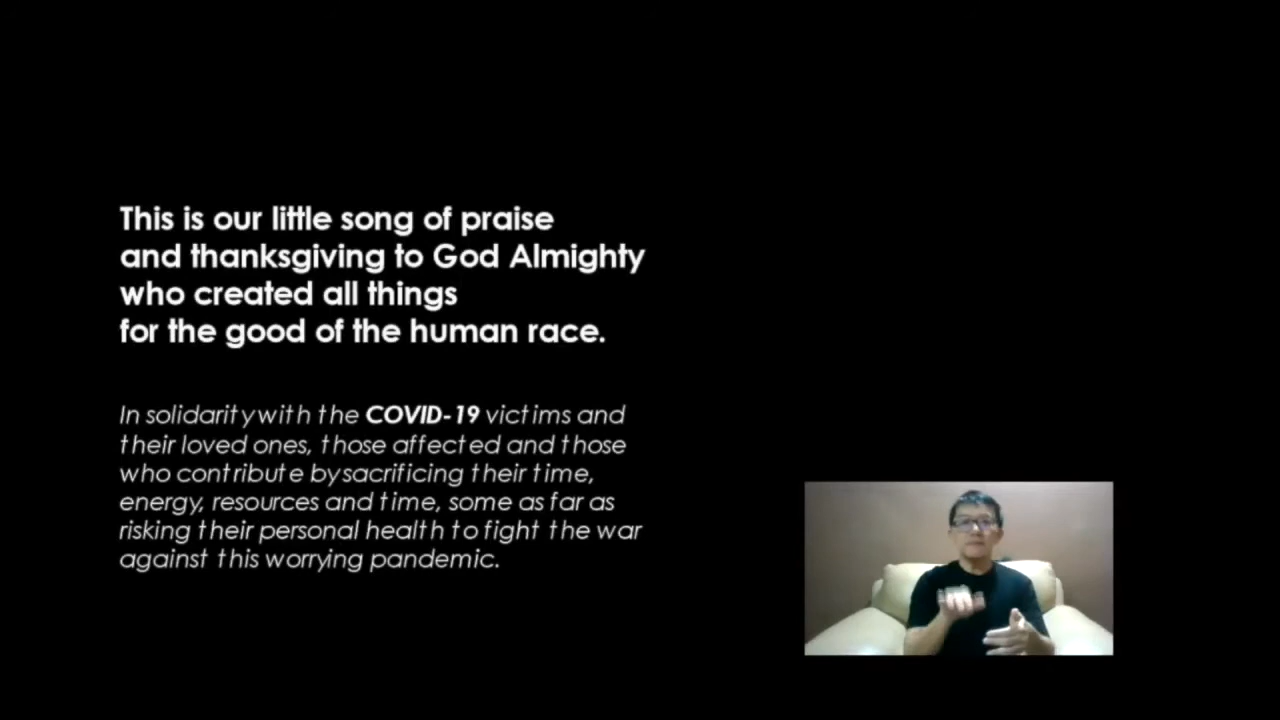 This is our little song of praise
and thanksgiving to God Almighty
who created all things
for the good of the human race.
In solidarity with the COVID-19 victims and
their loved ones, those affected and those
who contribute by sacrificing their time,
energy, resources and time, some as far as
risking their personal health to fight the war
against this worrying pandemic.